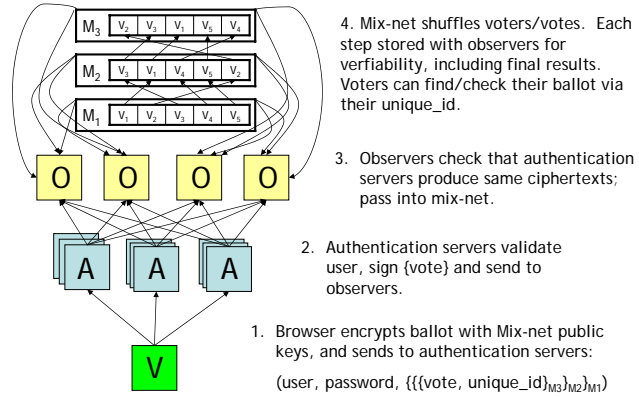 M3 v2 v3 v1 v5 v4
4. Mix-net shuffles voters/votes. Each
step stored with observers for
verfiability, including final results.
Voters can find/check their ballot via
their unique_id.
M2 v3 v1 v4 v5 v2
M1 v1 v2 v3 v4 v5
O O O O
3. Observers check that authentication
servers produce same ciphertexts;
pass into mix-net.
A A A
2. Authentication servers validate
user, sign {vote} and send to
observers.
V
1. Browser encrypts ballot with Mix-net public
keys, and sends to authentication servers:
(user, password, {{{vote, unique_id}M3}M2}M1)